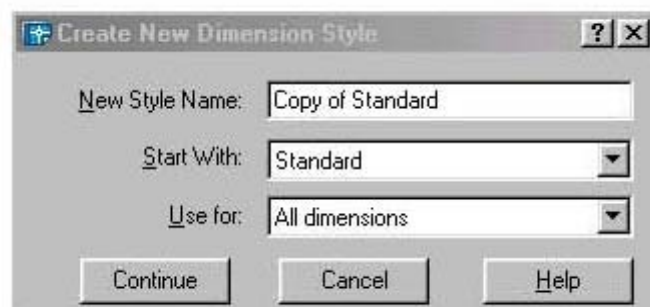 Create New Dimension Style
New Style Name: Copy of Standard
Start With: Standard
Use for: All dimensions
Continue Cancel Help